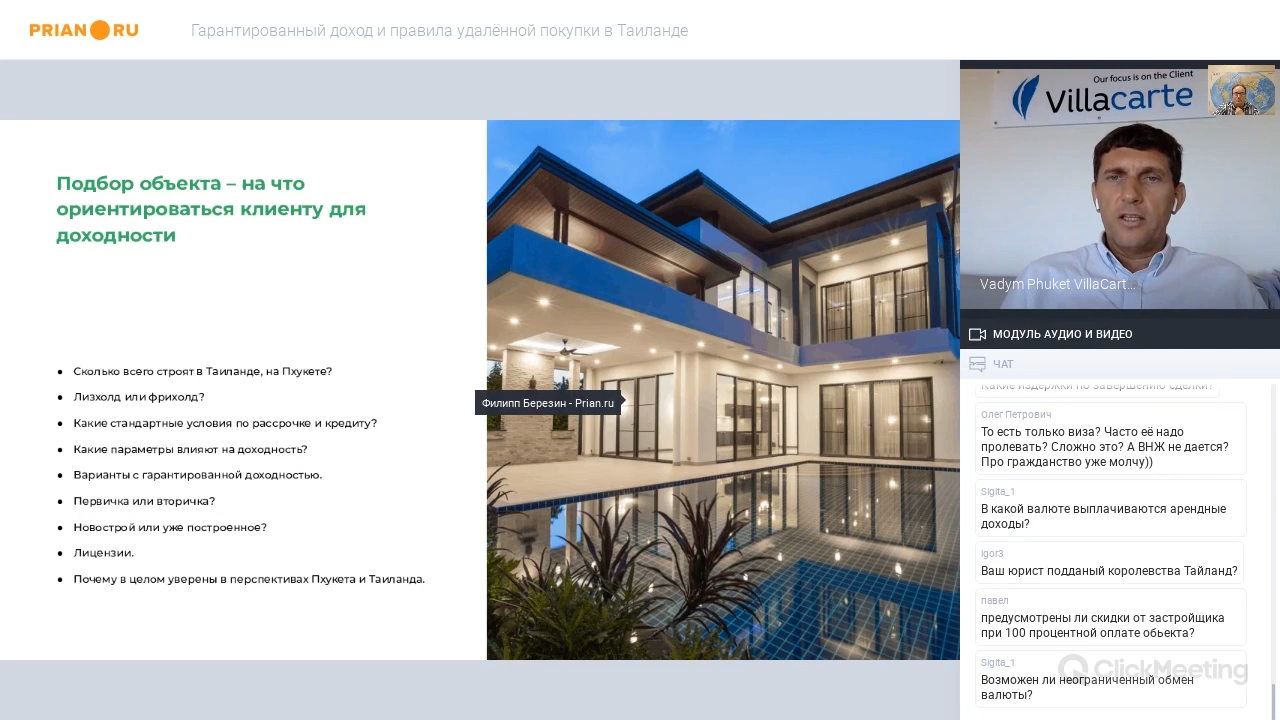 PRIAN RU
Гарантированный доход и правила удалённой покупки в Таиланде
Подбор объекта – на что
ориентироваться клиенту для
доходности
• Сколько всего строят в Таиланде, на Пхукете?
• Лизхолд или фрихолд?
• Какие стандартные условия по рассрочке и кредиту?
• Какие параметры влияют на доходность?
• Варианты с гарантированной доходностью.
• Первичка или вторичка?
• Новострой или уже построенное?
• Лицензии.
• Почему в целом уверены в перспективах Пхукета и Таиланда.
Филипп Березин - Prian.ru
Our focus is on the Client
Villacarte
Vadym Phuket VillaCart...
МОДУЛЬ АУДИО И ВИДЕО
ЧАТ
Какие издержки по завершению сделки?
Олег Петрович
То есть только виза? Часто её надо
пролевать? Сложно это? А ВНЖ не дается?
Про гражданство уже молчу))
Sigita_1
В какой валюте выплачиваются арендные
доходы?
igor3
Ваш юрист подданый королевства Тайланд?
павел
предусмотрены ли скидки от застройщика
при 100 процентной оплате обьекта?
Sigita_1
Возможен ли неограниченный обмен
валюты?
ClickMeeting